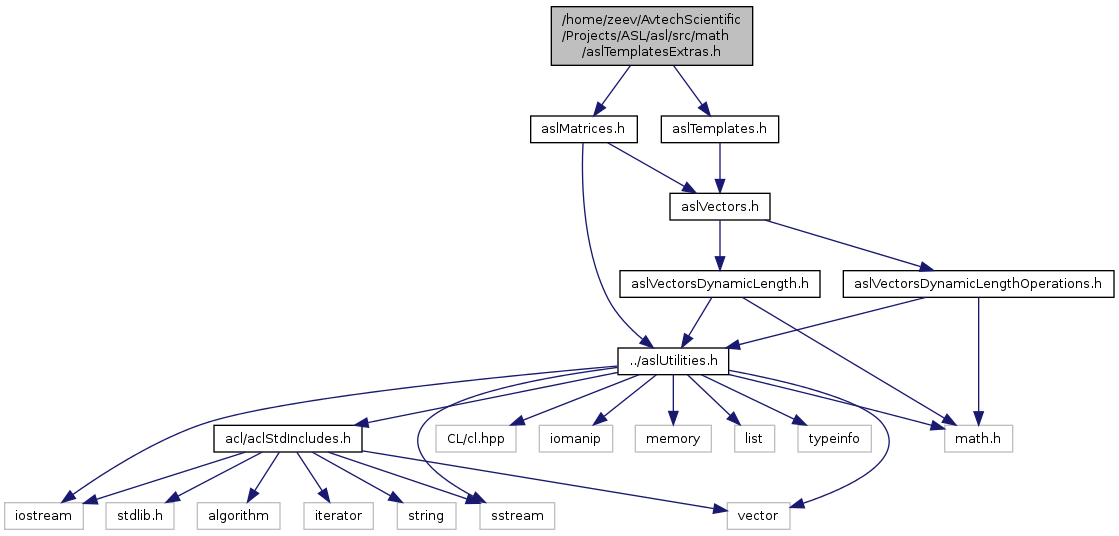 /home/zeev/AvtechScientific
/Projects/ASL/asl/src/math
/aslTemplatesExtras.h
aslMatrices.h
aslTemplates.h
aslVectors.h
aslVectorsDynamicLength.h
aslVectorsDynamicLengthOperations.h
../aslUtilities.h
acl/aclStdIncludes.h
CL/cl.hpp
iomanip
memory
list
typeinfo
math.h
iostream
stdlib.h
algorithm
iterator
string
sstream
vector